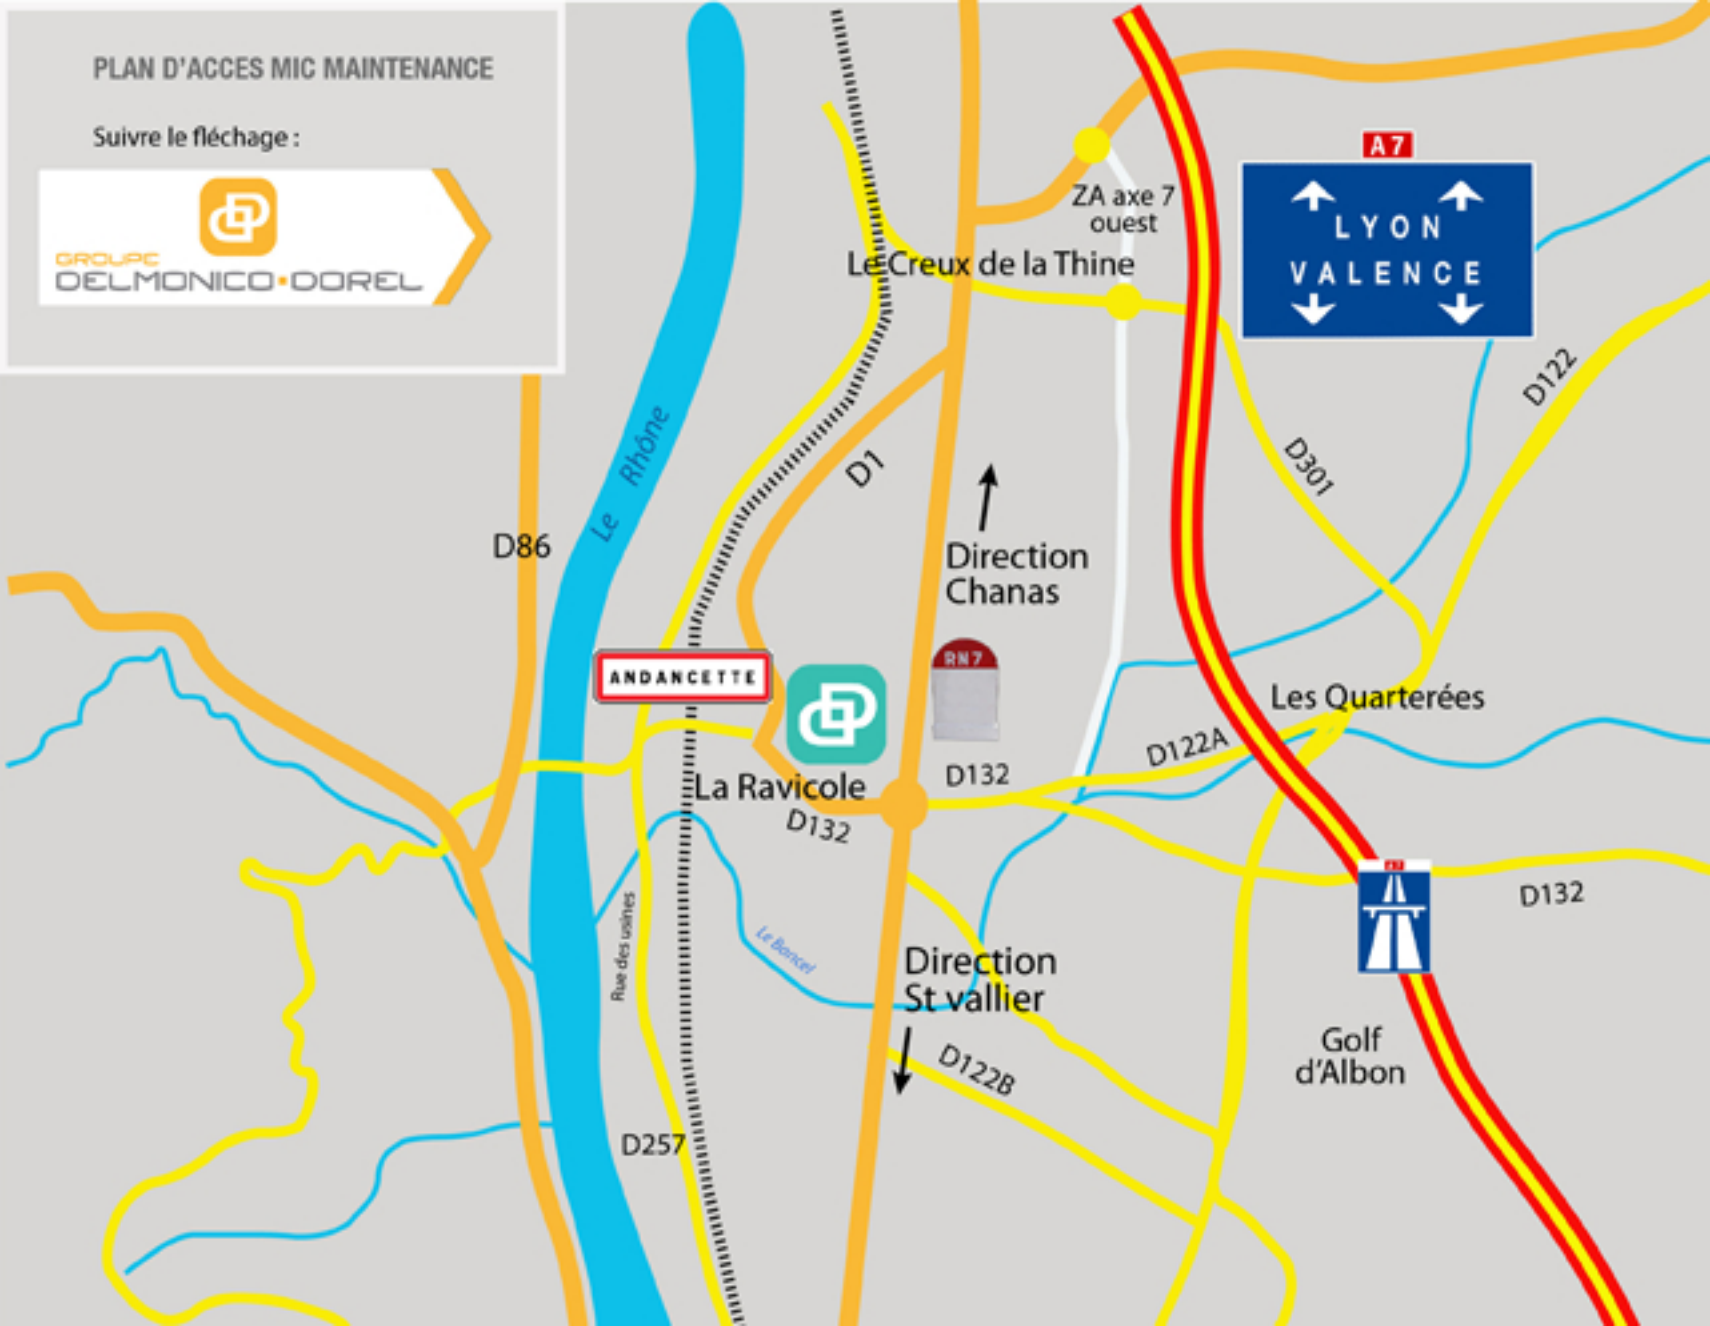 PLAN D'ACCES MIC MAINTENANCE
Suivre le fléchage :
GROUPE
DELMONICO•DOREL
A7
LYON
VALENCE
ZA axe 7
ouest
Le Creux de la Thine
D122
D301
D1
Le Rhône
D86
Direction
Chanas
RN7
ANDANCETTE
Les Quarterées
D122A
D132
La Ravicole
D132
D132
Rue des usines
Le Bancel
Direction
St vallier
Golf
d'Albon
D122B
D257